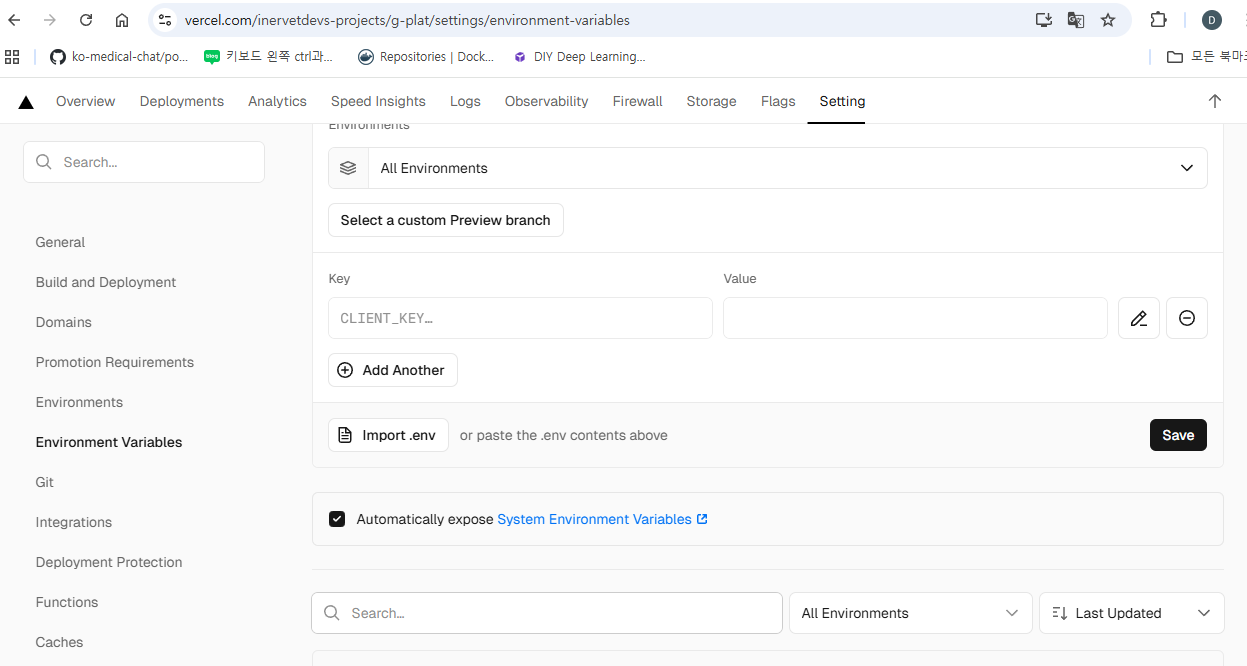 vercel.com/inervetdevs-projects/g-plat/settings/environment-variables
D
ko-medical-chat/po...
blog
키보드 왼쪽 ctrl과...
Repositories | Dock...
DIY Deep Learning...
모든 북마크
Overview
Deployments
Analytics
Speed Insights
Logs
Observability
Firewall
Storage
Flags
Setting
Search...
General
Build and Deployment
Domains
Promotion Requirements
Environments
Environment Variables
Git
Integrations
Deployment Protection
Functions
Caches
Environments
All Environments
Select a custom Preview branch
Key
Value
CLIENT_KEY…
Add Another
Import .env
or paste the .env contents above
Save
Automatically expose System Environment Variables
Search...
All Environments
Last Updated